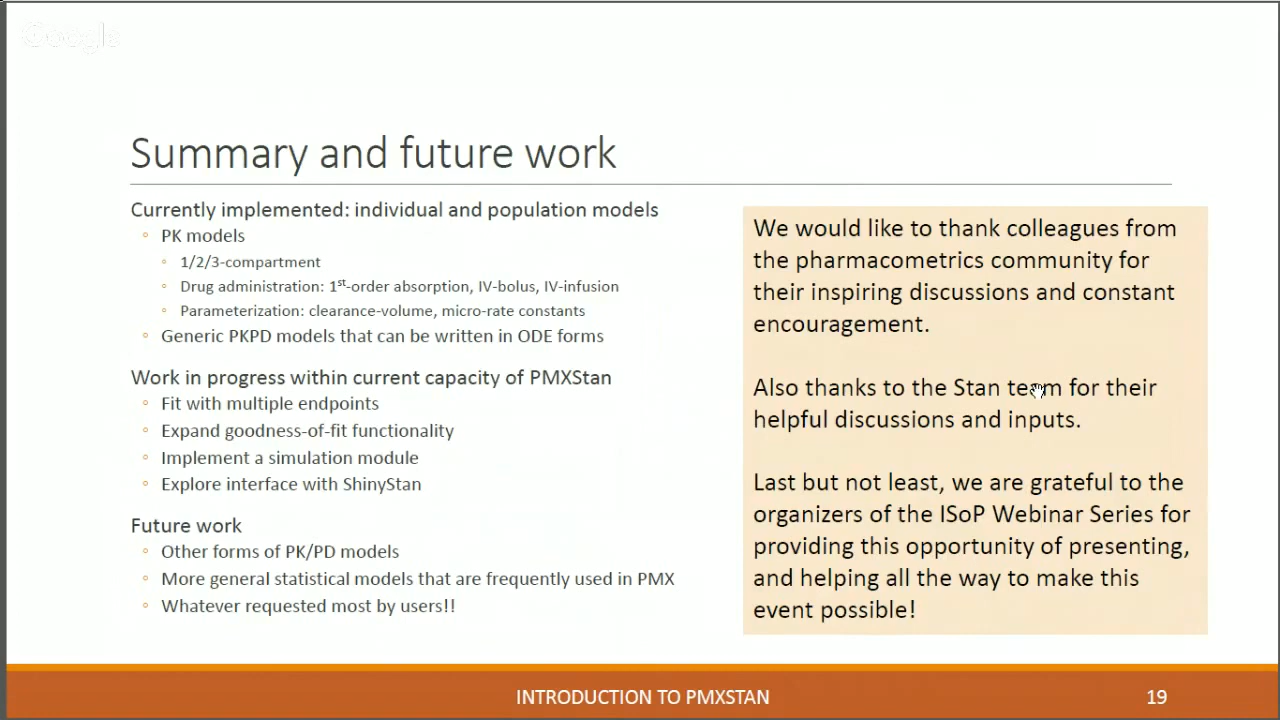 Google
Summary and future work
Currently implemented: individual and population models
◦ PK models
◦ 1/2/3-compartment
◦ Drug administration: 1st-order absorption, IV-bolus, IV-infusion
◦ Parameterization: clearance-volume, micro-rate constants
◦ Generic PKPD models that can be written in ODE forms
Work in progress within current capacity of PMXStan
◦ Fit with multiple endpoints
◦ Expand goodness-of-fit functionality
◦ Implement a simulation module
◦ Explore interface with ShinyStan
Future work
◦ Other forms of PK/PD models
◦ More general statistical models that are frequently used in PMX
◦ Whatever requested most by users!!
We would like to thank colleagues from
the pharmacometrics community for
their inspiring discussions and constant
encouragement.
Also thanks to the Stan team for their
helpful discussions and inputs.
Last but not least, we are grateful to the
organizers of the ISoP Webinar Series for
providing this opportunity of presenting,
and helping all the way to make this
event possible!
INTRODUCTION TO PMXSTAN
19